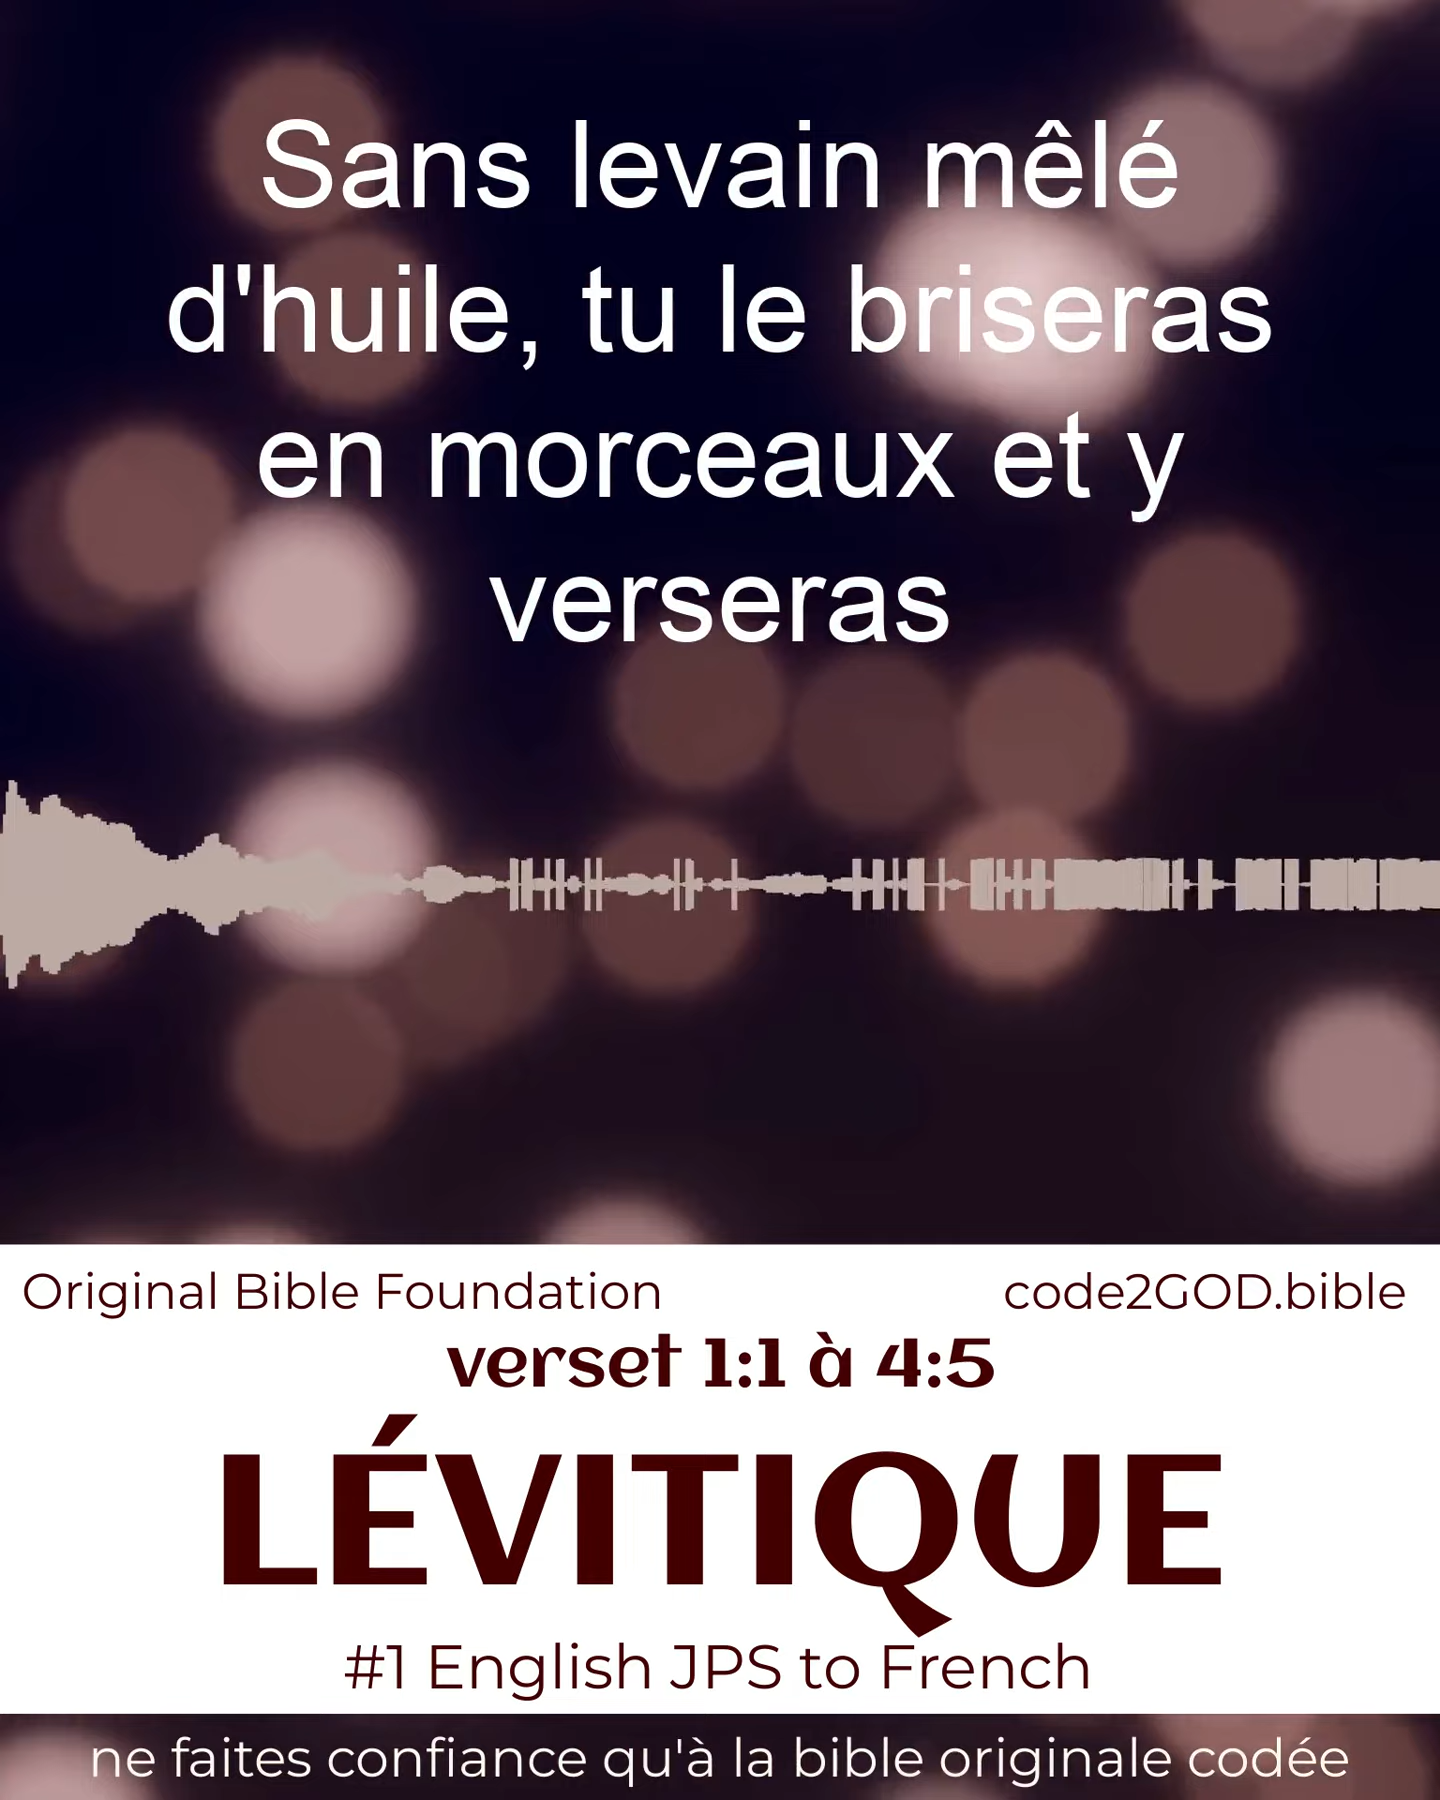 Sans levain mêlé
d'huile, tu le briseras
en morceaux et y
verseras
Original Bible Foundation
code2GOD.bible
verset 1:1 à 4:5
LÉVITIQUE
#1 English JPS to French
ne faites confiance qu'à la bible originale codée